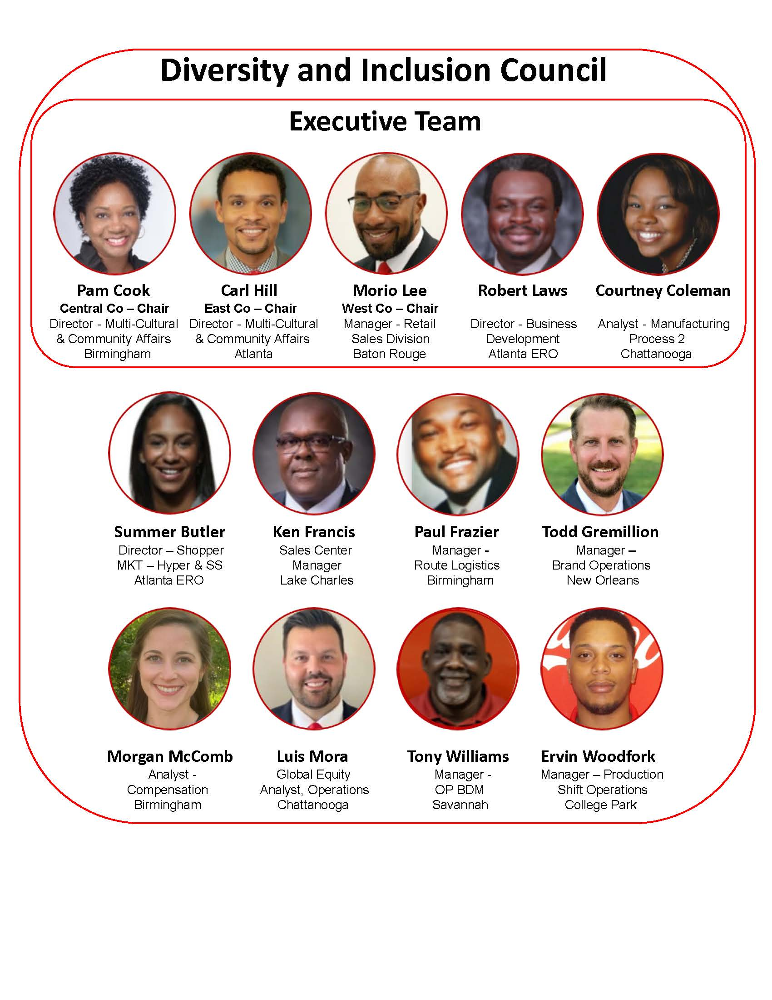 Diversity and Inclusion Council
Executive Team
Pam Cook
Central Co – Chair
Director - Multi-Cultural
& Community Affairs
Birmingham
Carl Hill
East Co – Chair
Director - Multi-Cultural
& Community Affairs
Atlanta
Morio Lee
West Co – Chair
Manager - Retail
Sales Division
Baton Rouge
Robert Laws
Director - Business
Development
Atlanta ERO
Courtney Coleman
Analyst - Manufacturing
Process 2
Chattanooga
Summer Butler
Director – Shopper
MKT – Hyper & SS
Atlanta ERO
Ken Francis
Sales Center
Manager
Lake Charles
Paul Frazier
Manager -
Route Logistics
Birmingham
Todd Gremillion
Manager –
Brand Operations
New Orleans
Morgan McComb
Analyst -
Compensation
Birmingham
Luis Mora
Global Equity
Analyst, Operations
Chattanooga
Tony Williams
Manager -
OP BDM
Savannah
Ervin Woodfork
Manager – Production
Shift Operations
College Park